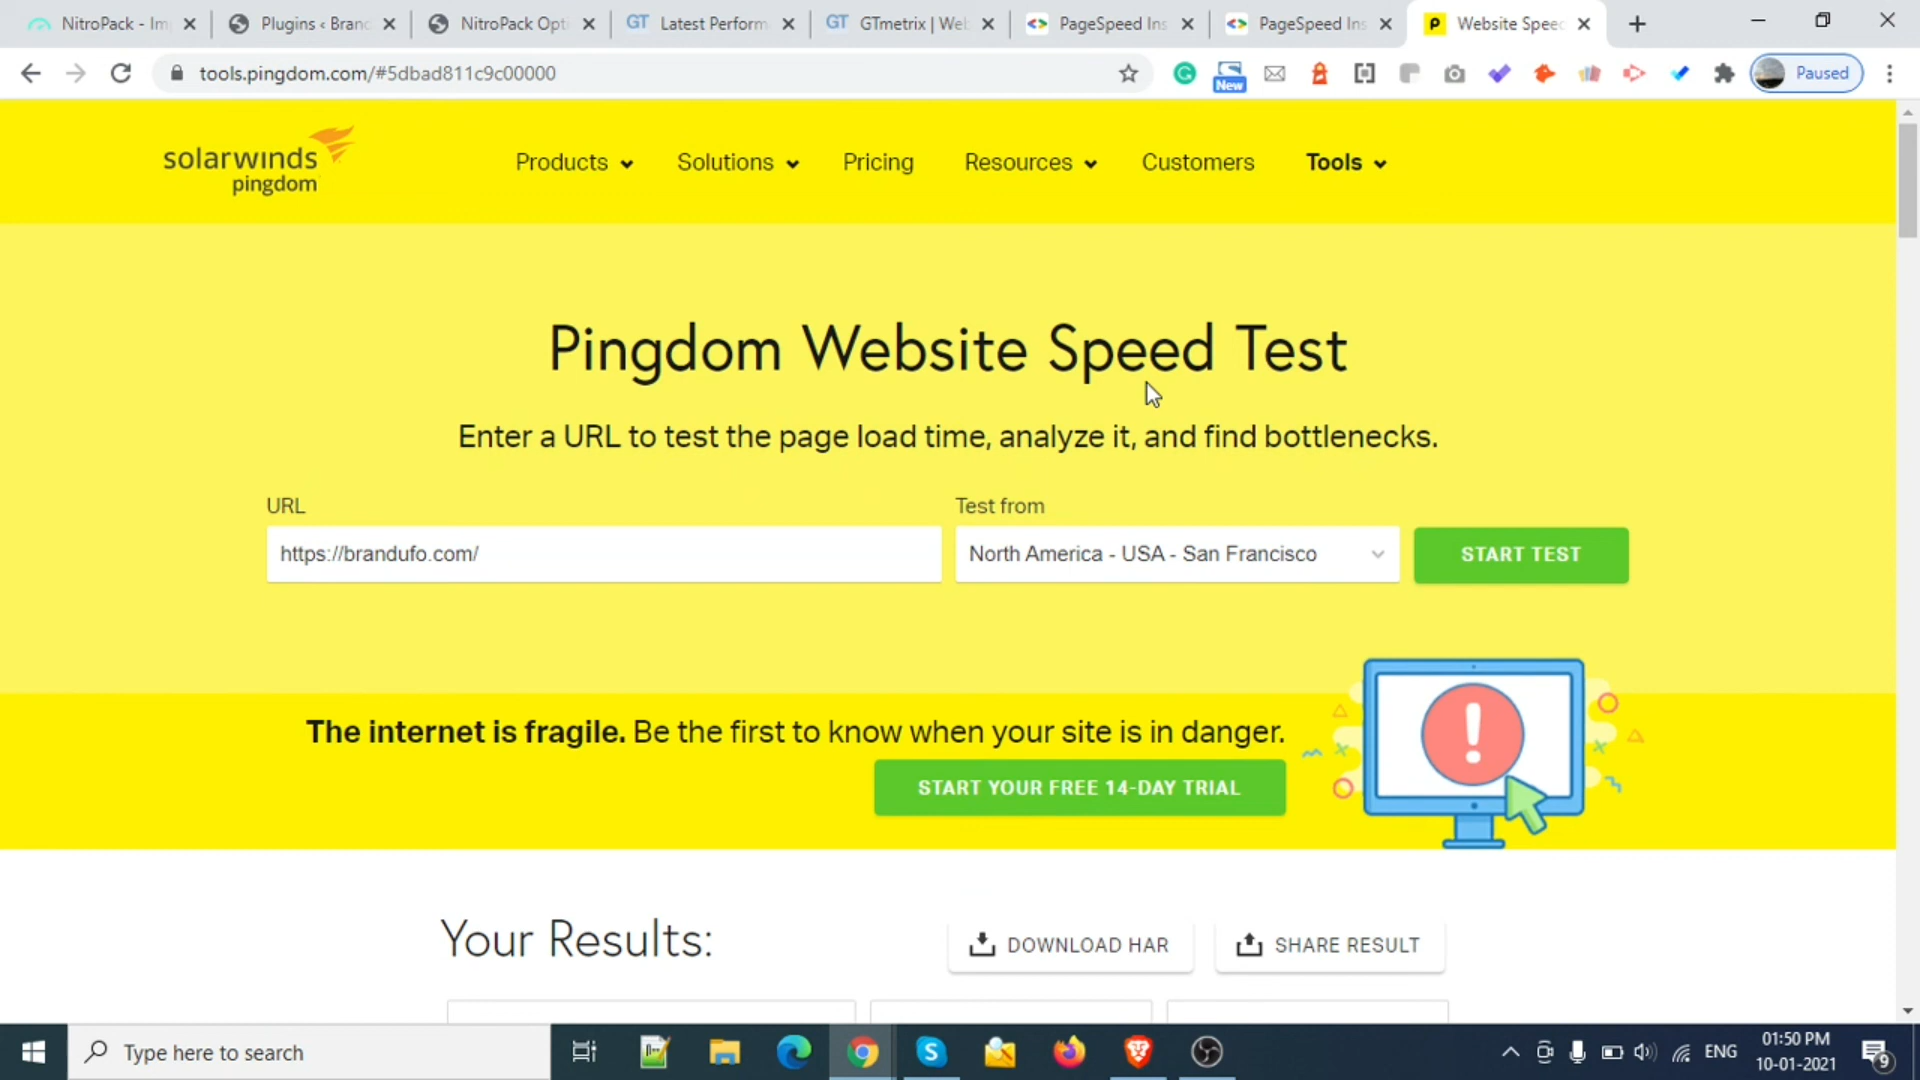 NitroPack - Im
Plugins ‹ Brand
NitroPack Opti
GT Latest Perform
GT GTmetrix | Web
PageSpeed Ins
PageSpeed Ins
Website Speed
tools.pingdom.com/#5dbad811c9c00000
New
Paused
solarwinds
pingdom
Products
Solutions
Pricing
Resources
Customers
Tools
Pingdom Website Speed Test
Enter a URL to test the page load time, analyze it, and find bottlenecks.
URL
Test from
https://brandufo.com/
North America - USA - San Francisco
START TEST
The internet is fragile. Be the first to know when your site is in danger.
START YOUR FREE 14-DAY TRIAL
Your Results:
DOWNLOAD HAR
SHARE RESULT
Type here to search
ENG
01:50 PM
10-01-2021
9